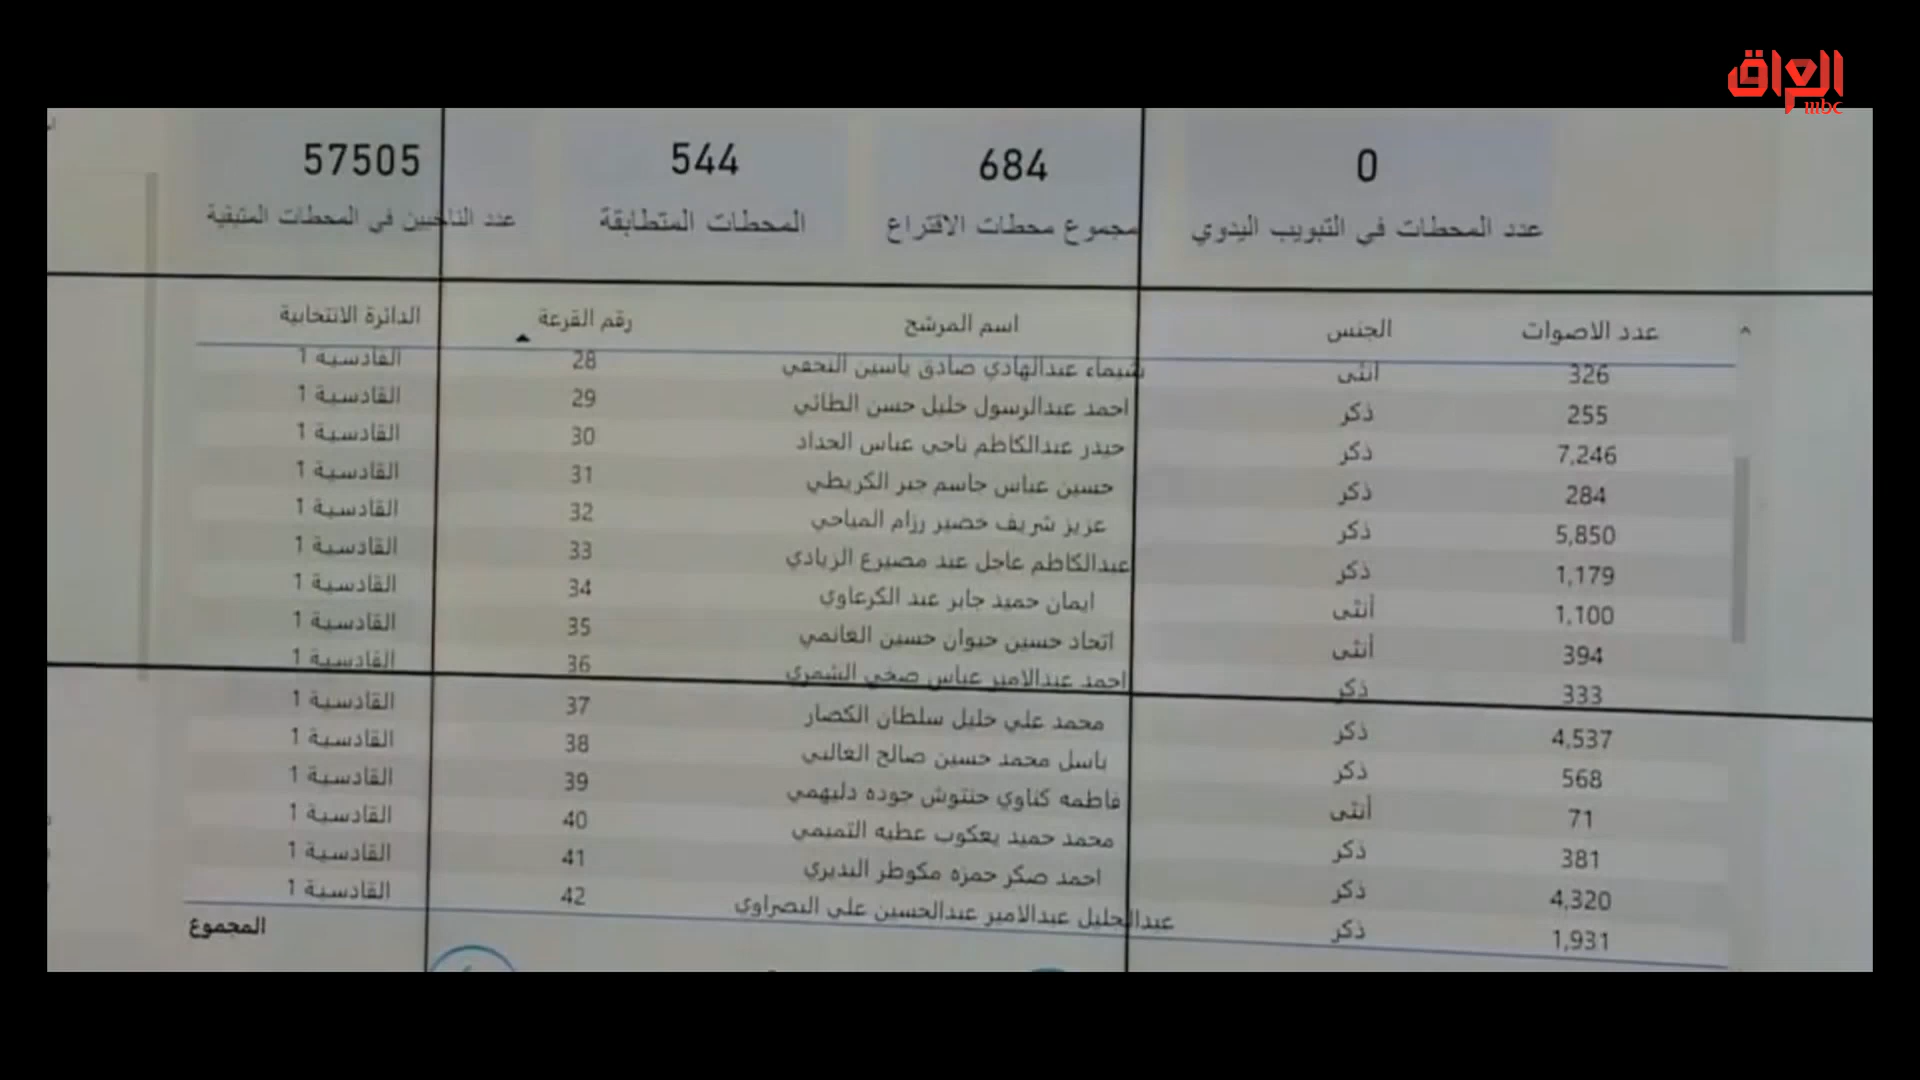 العراق
mbc
57505 544 684 0
عدد الناخبين في المحطات المتبقية المحطات المتطابقة مجموع محطات الاقتراع عدد المحطات في التبويب اليدوي
الدائرة الانتخابية رقم القرعة اسم المرشح الجنس عدد الاصوات
القادسية 1 28 شيماء عبدالهادي صادق ياسين النجفي أنثى 326
القادسية 1 29 احمد عبدالرسول خليل حسن الطائي ذكر 255
القادسية 1 30 حيدر عبدالكاظم ناجي عباس الحداد ذكر 7,246
القادسية 1 31 حسين عباس جاسم جبر الكريطي ذكر 284
القادسية 1 32 عزيز شريف خضير رزام المياحي ذكر 5,850
القادسية 1 33 عبدالكاظم عاجل عبد مصيرع الزيادي ذكر 1,179
القادسية 1 34 ايمان حميد جابر عبد الكرعاوي أنثى 1,100
القادسية 1 35 اتحاد حسين حيوان حسين الغانمي أنثى 394
القادسية 1 36 احمد عبدالامير عباس صخي الشمري ذكر 333
القادسية 1 37 محمد علي خليل سلطان الكصار ذكر 4,537
القادسية 1 38 باسل محمد حسين صالح الغالبي ذكر 568
القادسية 1 39 فاطمه كناوي حنتوش جوده دليهمي أنثى 71
القادسية 1 40 محمد حميد يعكوب عطيه التميمي ذكر 381
القادسية 1 41 احمد صكر حمزه مكوطر البديري ذكر 4,320
القادسية 1 42 عبدالجليل عبدالامير عبدالحسين علي النصراوي ذكر 1,931
المجموع